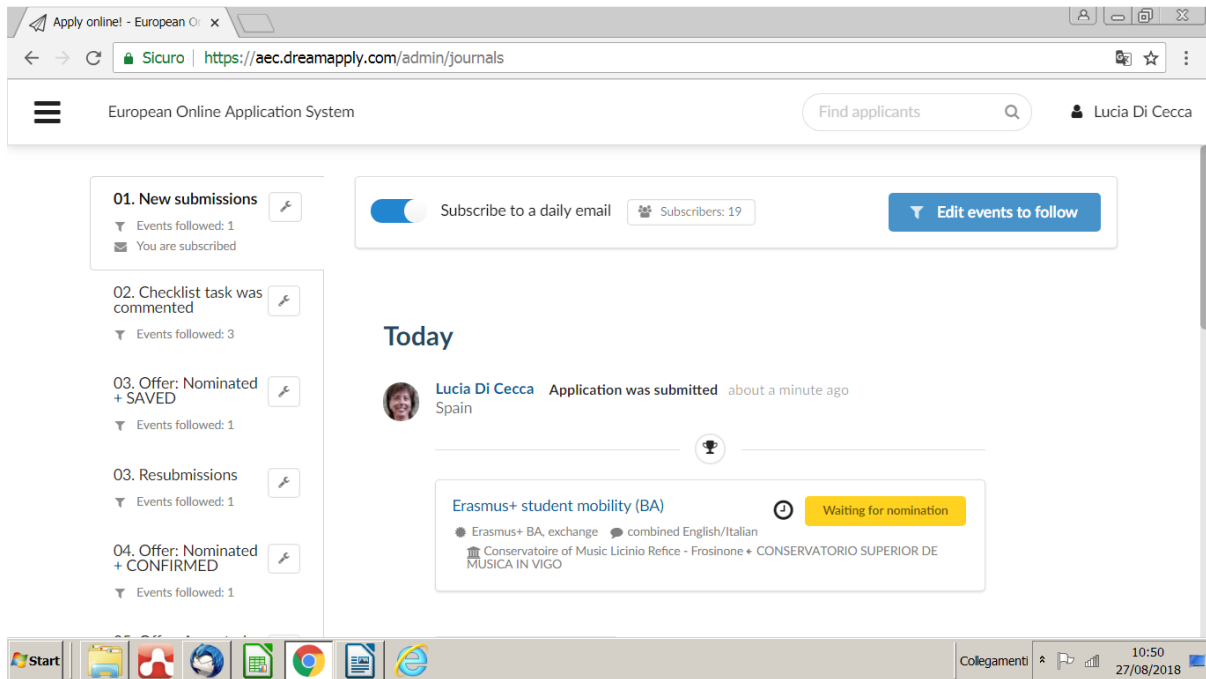 Apply online! - European O
Sicuro https://aec.dreamapply.com/admin/journals
European Online Application System
Find applicants
Lucia Di Cecca
01. New submissions
Events followed: 1
You are subscribed
02. Checklist task was
commented
Events followed: 3
03. Offer: Nominated
+ SAVED
Events followed: 1
03. Resubmissions
Events followed: 1
04. Offer: Nominated
+ CONFIRMED
Events followed: 1
Subscribe to a daily email
Subscribers: 19
Edit events to follow
Today
Lucia Di Cecca Application was submitted about a minute ago
Spain
Erasmus+ student mobility (BA)
Waiting for nomination
Erasmus+ BA, exchange combined English/Italian
Conservatoire of Music Licinio Refice - Frosinone • CONSERVATORIO SUPERIOR DE
MUSICA IN VIGO
Start
Collegamenti
10:50
27/08/2018